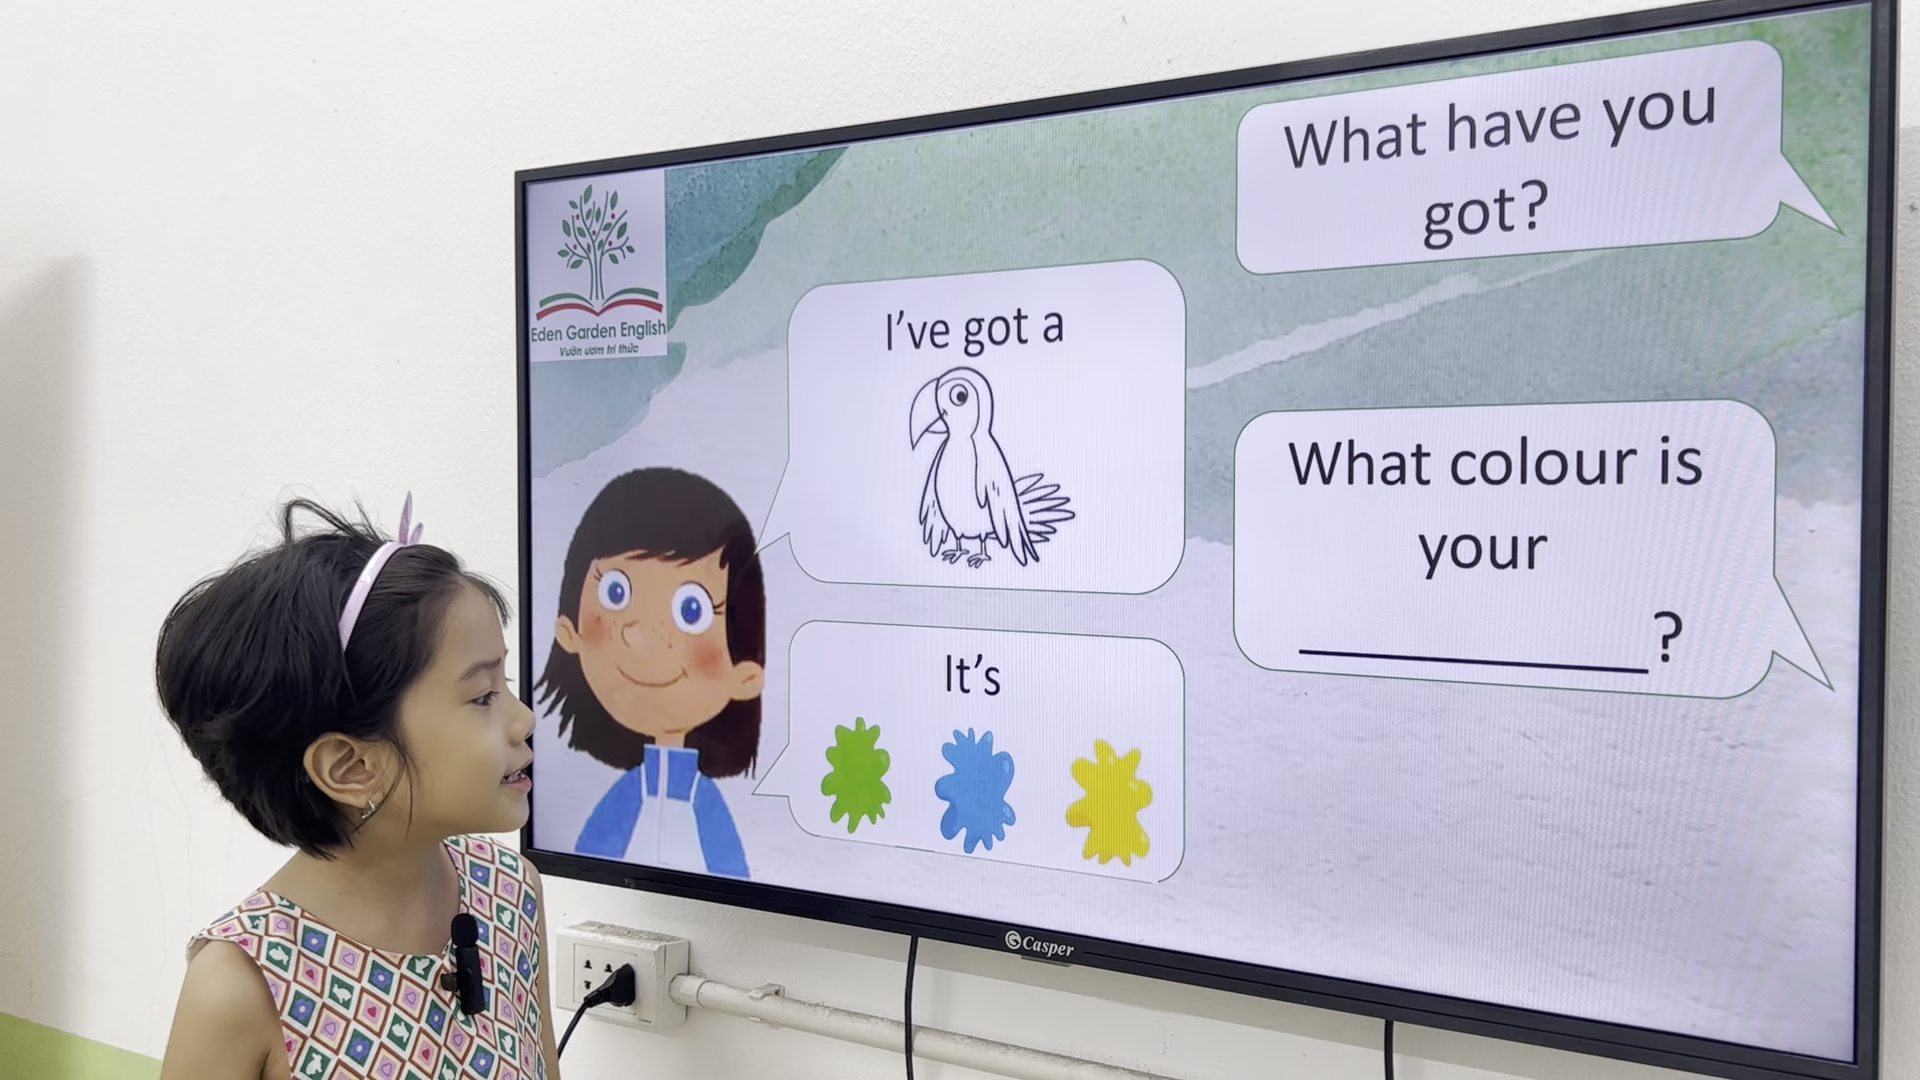 Eden Garden English
Vườn ươm tri thức
What have you
got?
I've got a
What colour is
your
____________?
It's
Casper